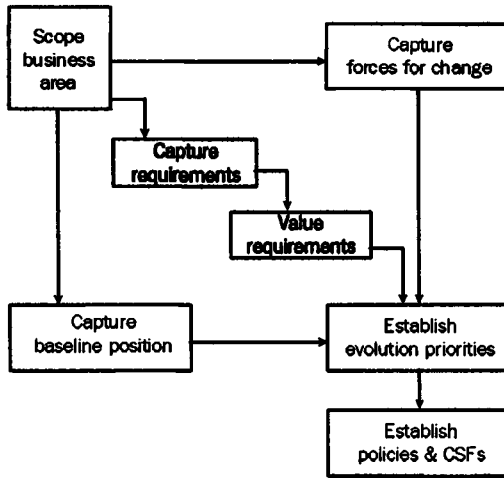 Scope
business
area
Capture
forces for change
Capture
requirements
Value
requirements
Capture
baseline position
Establish
evolution priorities
Establish
policies & CSFs